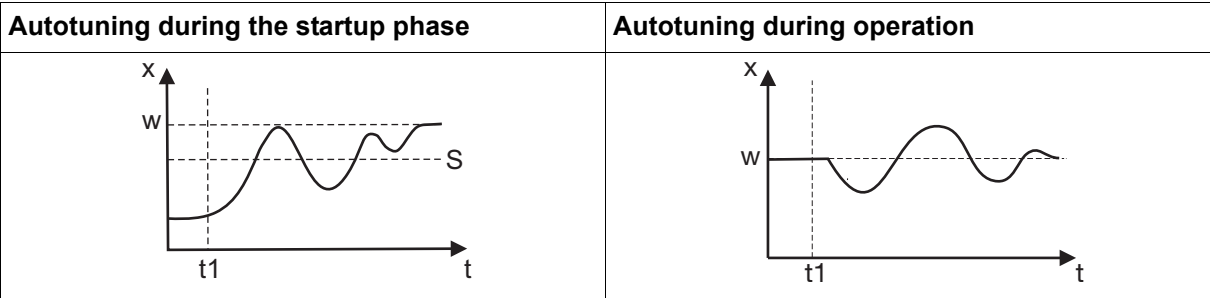 Autotuning during the startup phase
Autotuning during operation
x
w
S
t1
t
x
w
t1
t